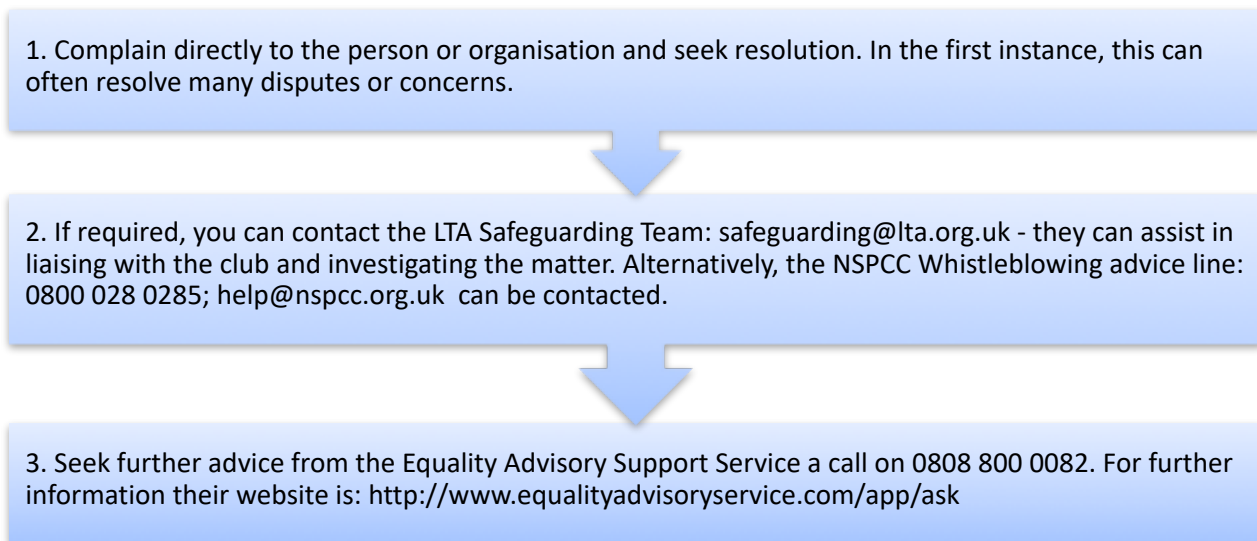 1. Complain directly to the person or organisation and seek resolution. In the first instance, this can
often resolve many disputes or concerns.
2. If required, you can contact the LTA Safeguarding Team: safeguarding@lta.org.uk - they can assist in
liaising with the club and investigating the matter. Alternatively, the NSPCC Whistleblowing advice line:
0800 028 0285; help@nspcc.org.uk  can be contacted.
3. Seek further advice from the Equality Advisory Support Service a call on 0808 800 0082. For further
information their website is: http://www.equalityadvisoryservice.com/app/ask